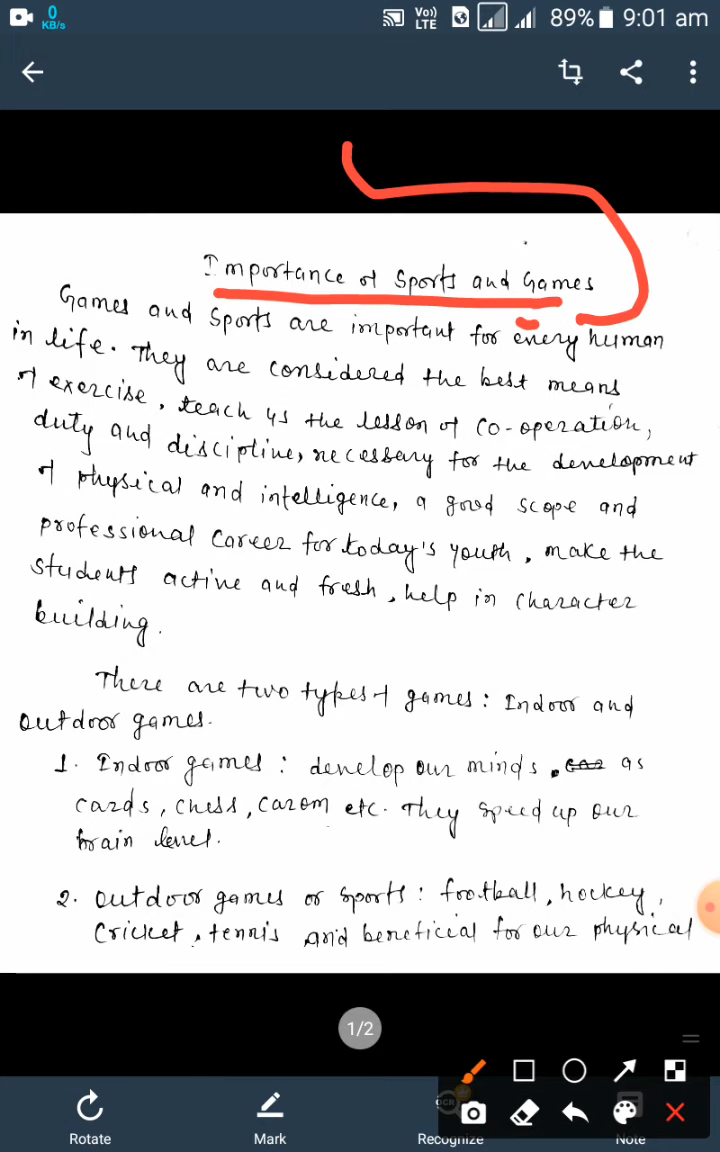 0 KB/s Vo) LTE 89% 9:01 am
Importance of Sports and Games
Games and Sports are important for every human
in life. They are considered the best means
of exercise, teach us the lesson of co-operation,
duty and discipline, necessary for the development
of physical and intelligence, a good scope and
professional career for today's youth, make the
students active and fresh, help in character
building.
There are two types of games: Indoor and
outdoor games.
1. Indoor games: develop our minds, as
cards, chess, carom etc. They speed up our
brain level.
2. outdoor games or sports: football, hockey,
Cricket, tennis and beneficial for our physical
1/2
Rotate Mark Recognize Note